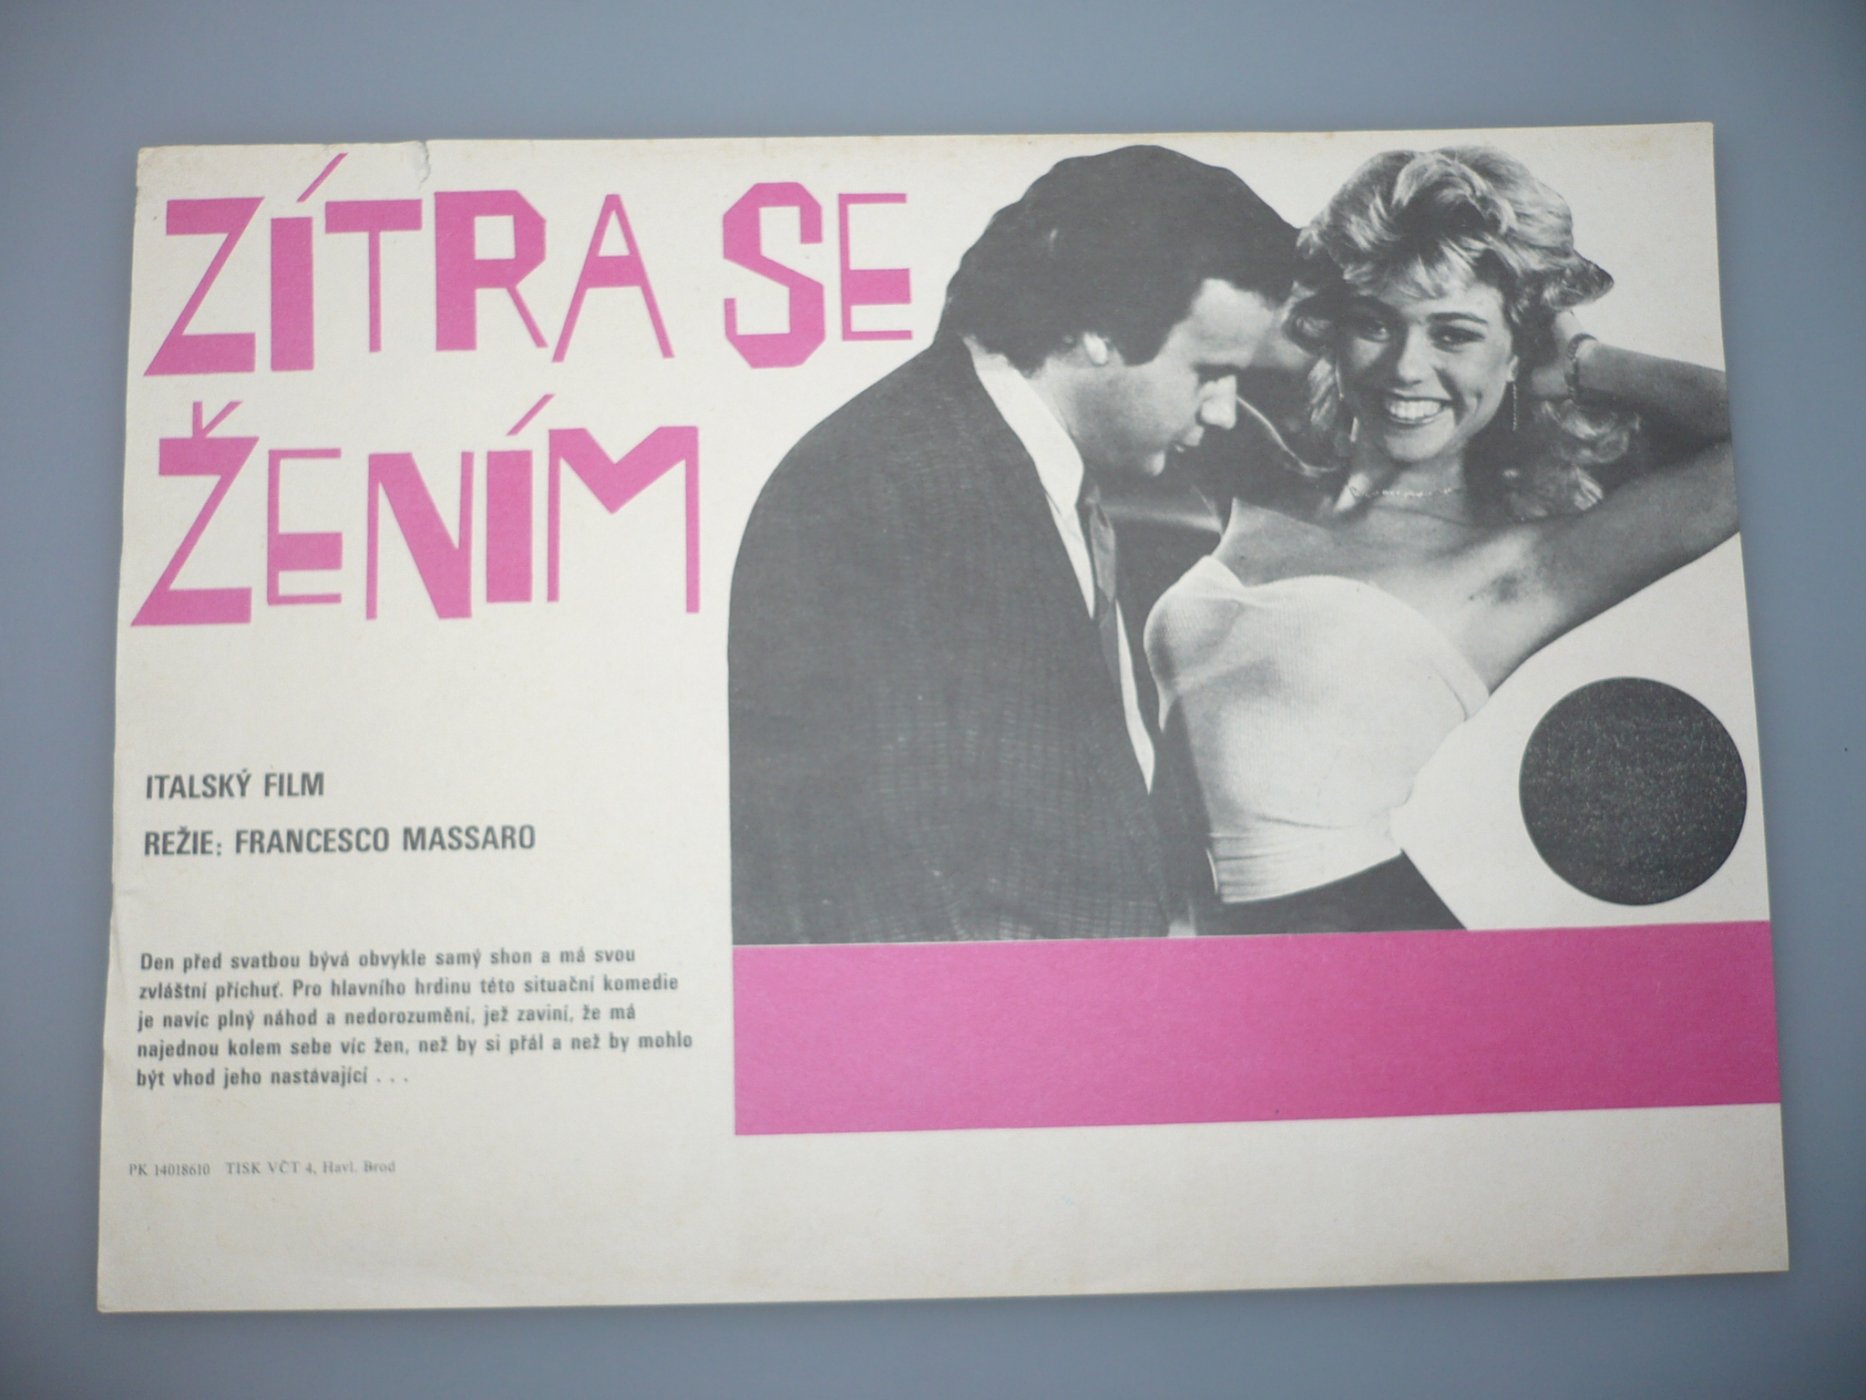 ZÍTRA SE
ŽENÍM
ITALSKÝ FILM
REŽIE: FRANCESCO MASSARO
Den před svatbou bývá obvykle samý shon a má svou
zvláštní příchuť. Pro hlavního hrdinu této situační komedie
je navíc plný náhod a nedorozumění, jež zaviní, že má
najednou kolem sebe víc žen, než by si přál a než by mohlo
být vhod jeho nastávající . . .
PK 14018610 TISK VČT 4, Havl. Brod